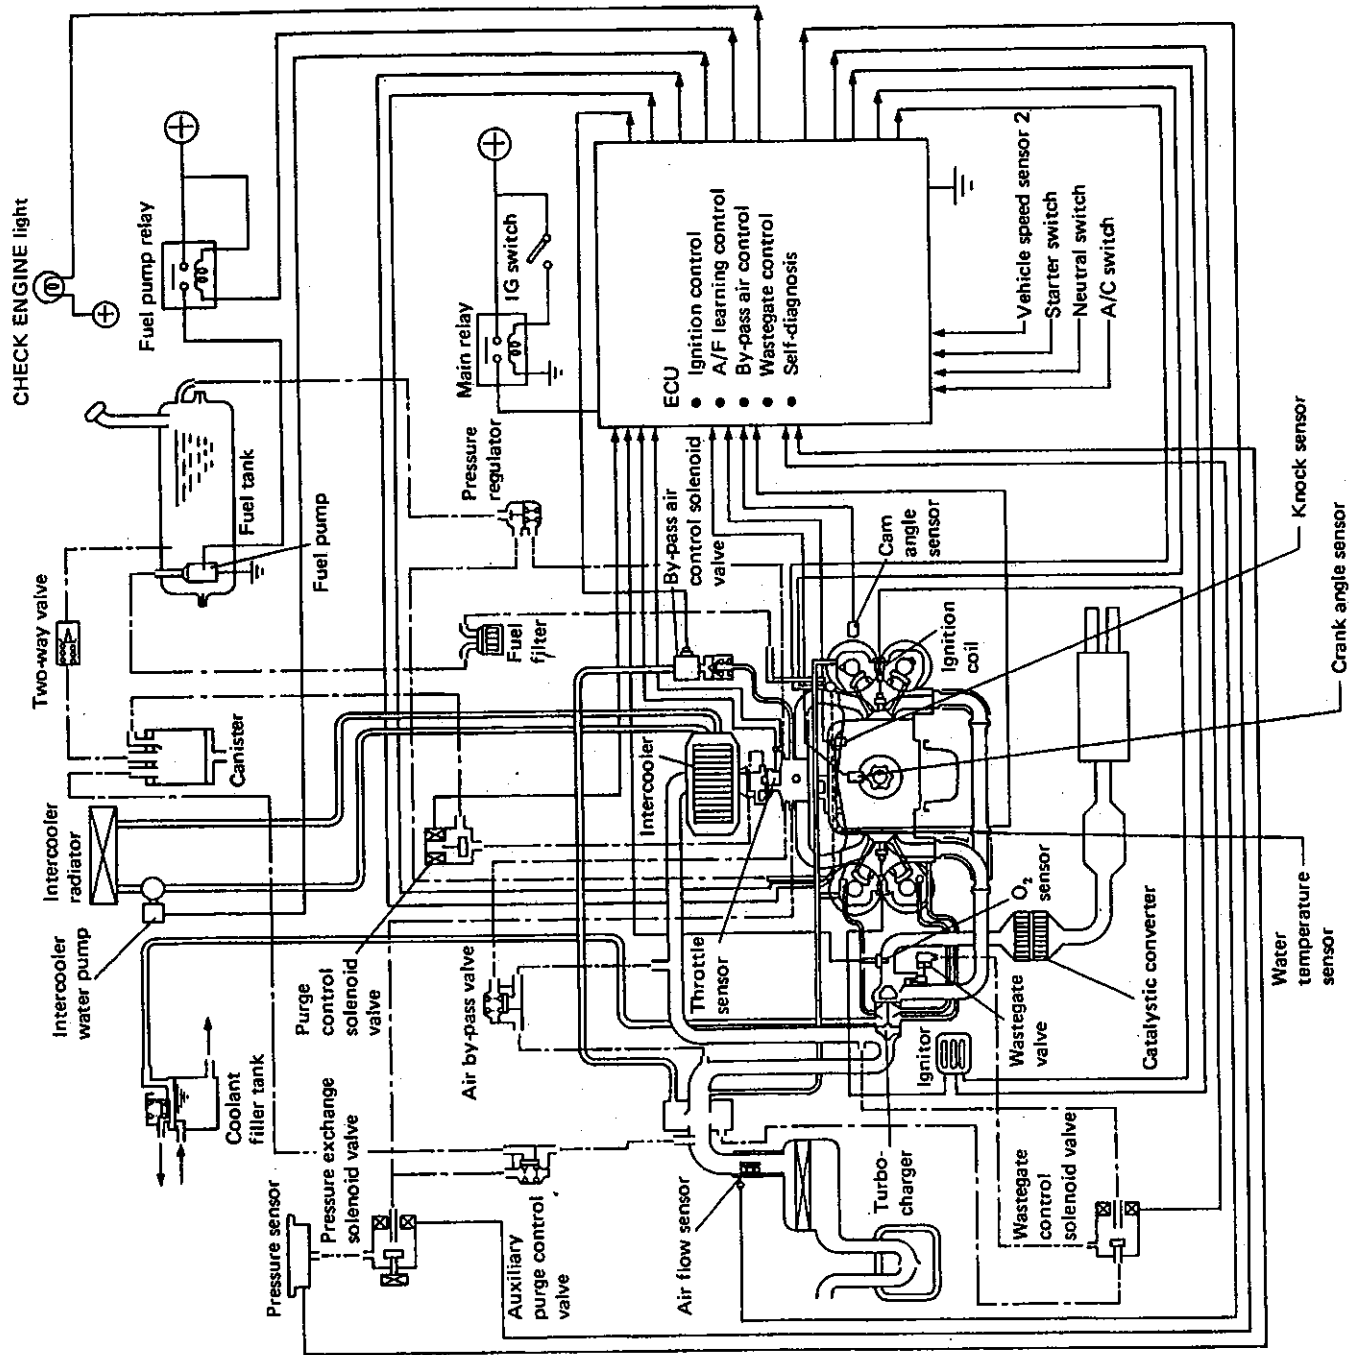 CHECK ENGINE light
Fuel pump relay
Two-way valve
Fuel tank
Fuel pump
Main relay
IG switch
Pressure
regulator
ECU
● Ignition control
● A/F learning control
● By-pass air control
● Wastegate control
● Self-diagnosis
Vehicle speed sensor 2
Starter switch
Neutral switch
A/C switch
Intercooler
radiator
Canister
Fuel
filter
By-pass air
control solenoid
valve
Cam
angle
sensor
Knock sensor
Crank angle sensor
Intercooler
water pump
Intercooler
Ignition
coil
Coolant
filler tank
Purge
control
solenoid
valve
Air by-pass valve
Throttle
sensor
O2
sensor
Water
temperature
sensor
Pressure sensor
Pressure exchange
solenoid valve
Auxiliary
purge control
valve
Air flow sensor
Turbo-
charger
Ignitor
Wastegate
valve
Catalystic converter
Wastegate
control
solenoid valve